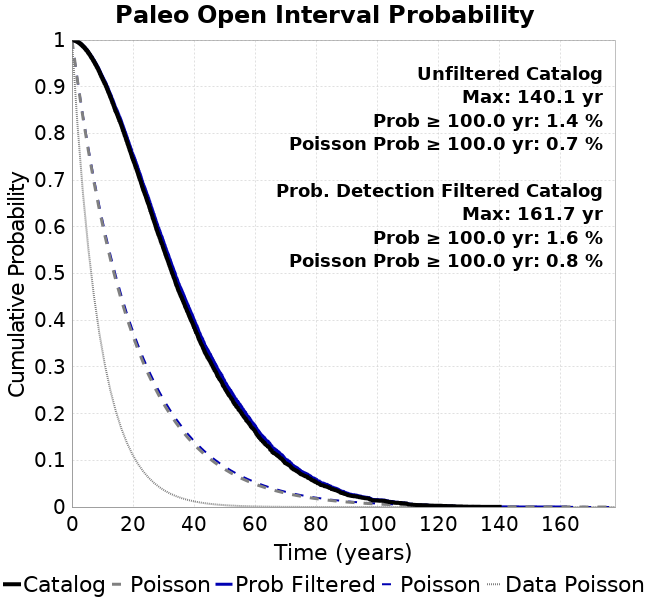 Paleo Open Interval Probability
Cumulative Probability
1
0.9
0.8
0.7
0.6
0.5
0.4
0.3
0.2
0.1
0
Unfiltered Catalog
Max: 140.1 yr
Prob ≥ 100.0 yr: 1.4 %
Poisson Prob ≥ 100.0 yr: 0.7 %
Prob. Detection Filtered Catalog
Max: 161.7 yr
Prob ≥ 100.0 yr: 1.6 %
Poisson Prob ≥ 100.0 yr: 0.8 %
0 20 40 60 80 100 120 140 160
Time (years)
Catalog Poisson Prob Filtered Poisson Data Poisson